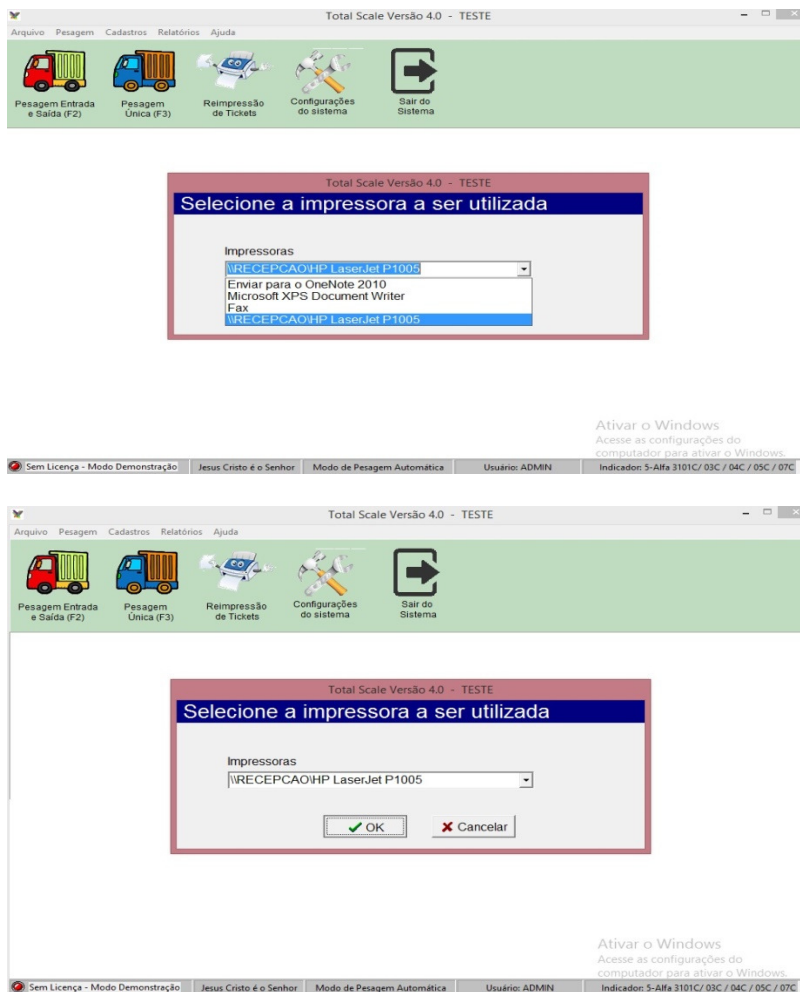 Total Scale Versão 4.0 - TESTE
Arquivo Pesagem Cadastros Relatórios Ajuda
Pesagem Entrada e Saída (F2)
Pesagem Única (F3)
Reimpressão de Tickets
Configurações do sistema
Sair do Sistema
Total Scale Versão 4.0 - TESTE
Selecione a impressora a ser utilizada
Impressoras
\\RECEPCAO\HP LaserJet P1005
Enviar para o OneNote 2010
Microsoft XPS Document Writer
Fax
\\RECEPCAO\HP LaserJet P1005
Ativar o Windows
Acesse as configurações do
computador para ativar o Windows.
Sem Licença - Modo Demonstração Jesus Cristo é o Senhor Modo de Pesagem Automática Usuário: ADMIN Indicador: 5-Alfa 3101C/ 03C / 04C / 05C / 07C
Total Scale Versão 4.0 - TESTE
Arquivo Pesagem Cadastros Relatórios Ajuda
Pesagem Entrada e Saída (F2)
Pesagem Única (F3)
Reimpressão de Tickets
Configurações do sistema
Sair do Sistema
Total Scale Versão 4.0 - TESTE
Selecione a impressora a ser utilizada
Impressoras
\\RECEPCAO\HP LaserJet P1005
OK Cancelar
Ativar o Windows
Acesse as configurações do
computador para ativar o Windows.
Sem Licença - Modo Demonstração Jesus Cristo é o Senhor Modo de Pesagem Automática Usuário: ADMIN Indicador: 5-Alfa 3101C/ 03C / 04C / 05C / 07C